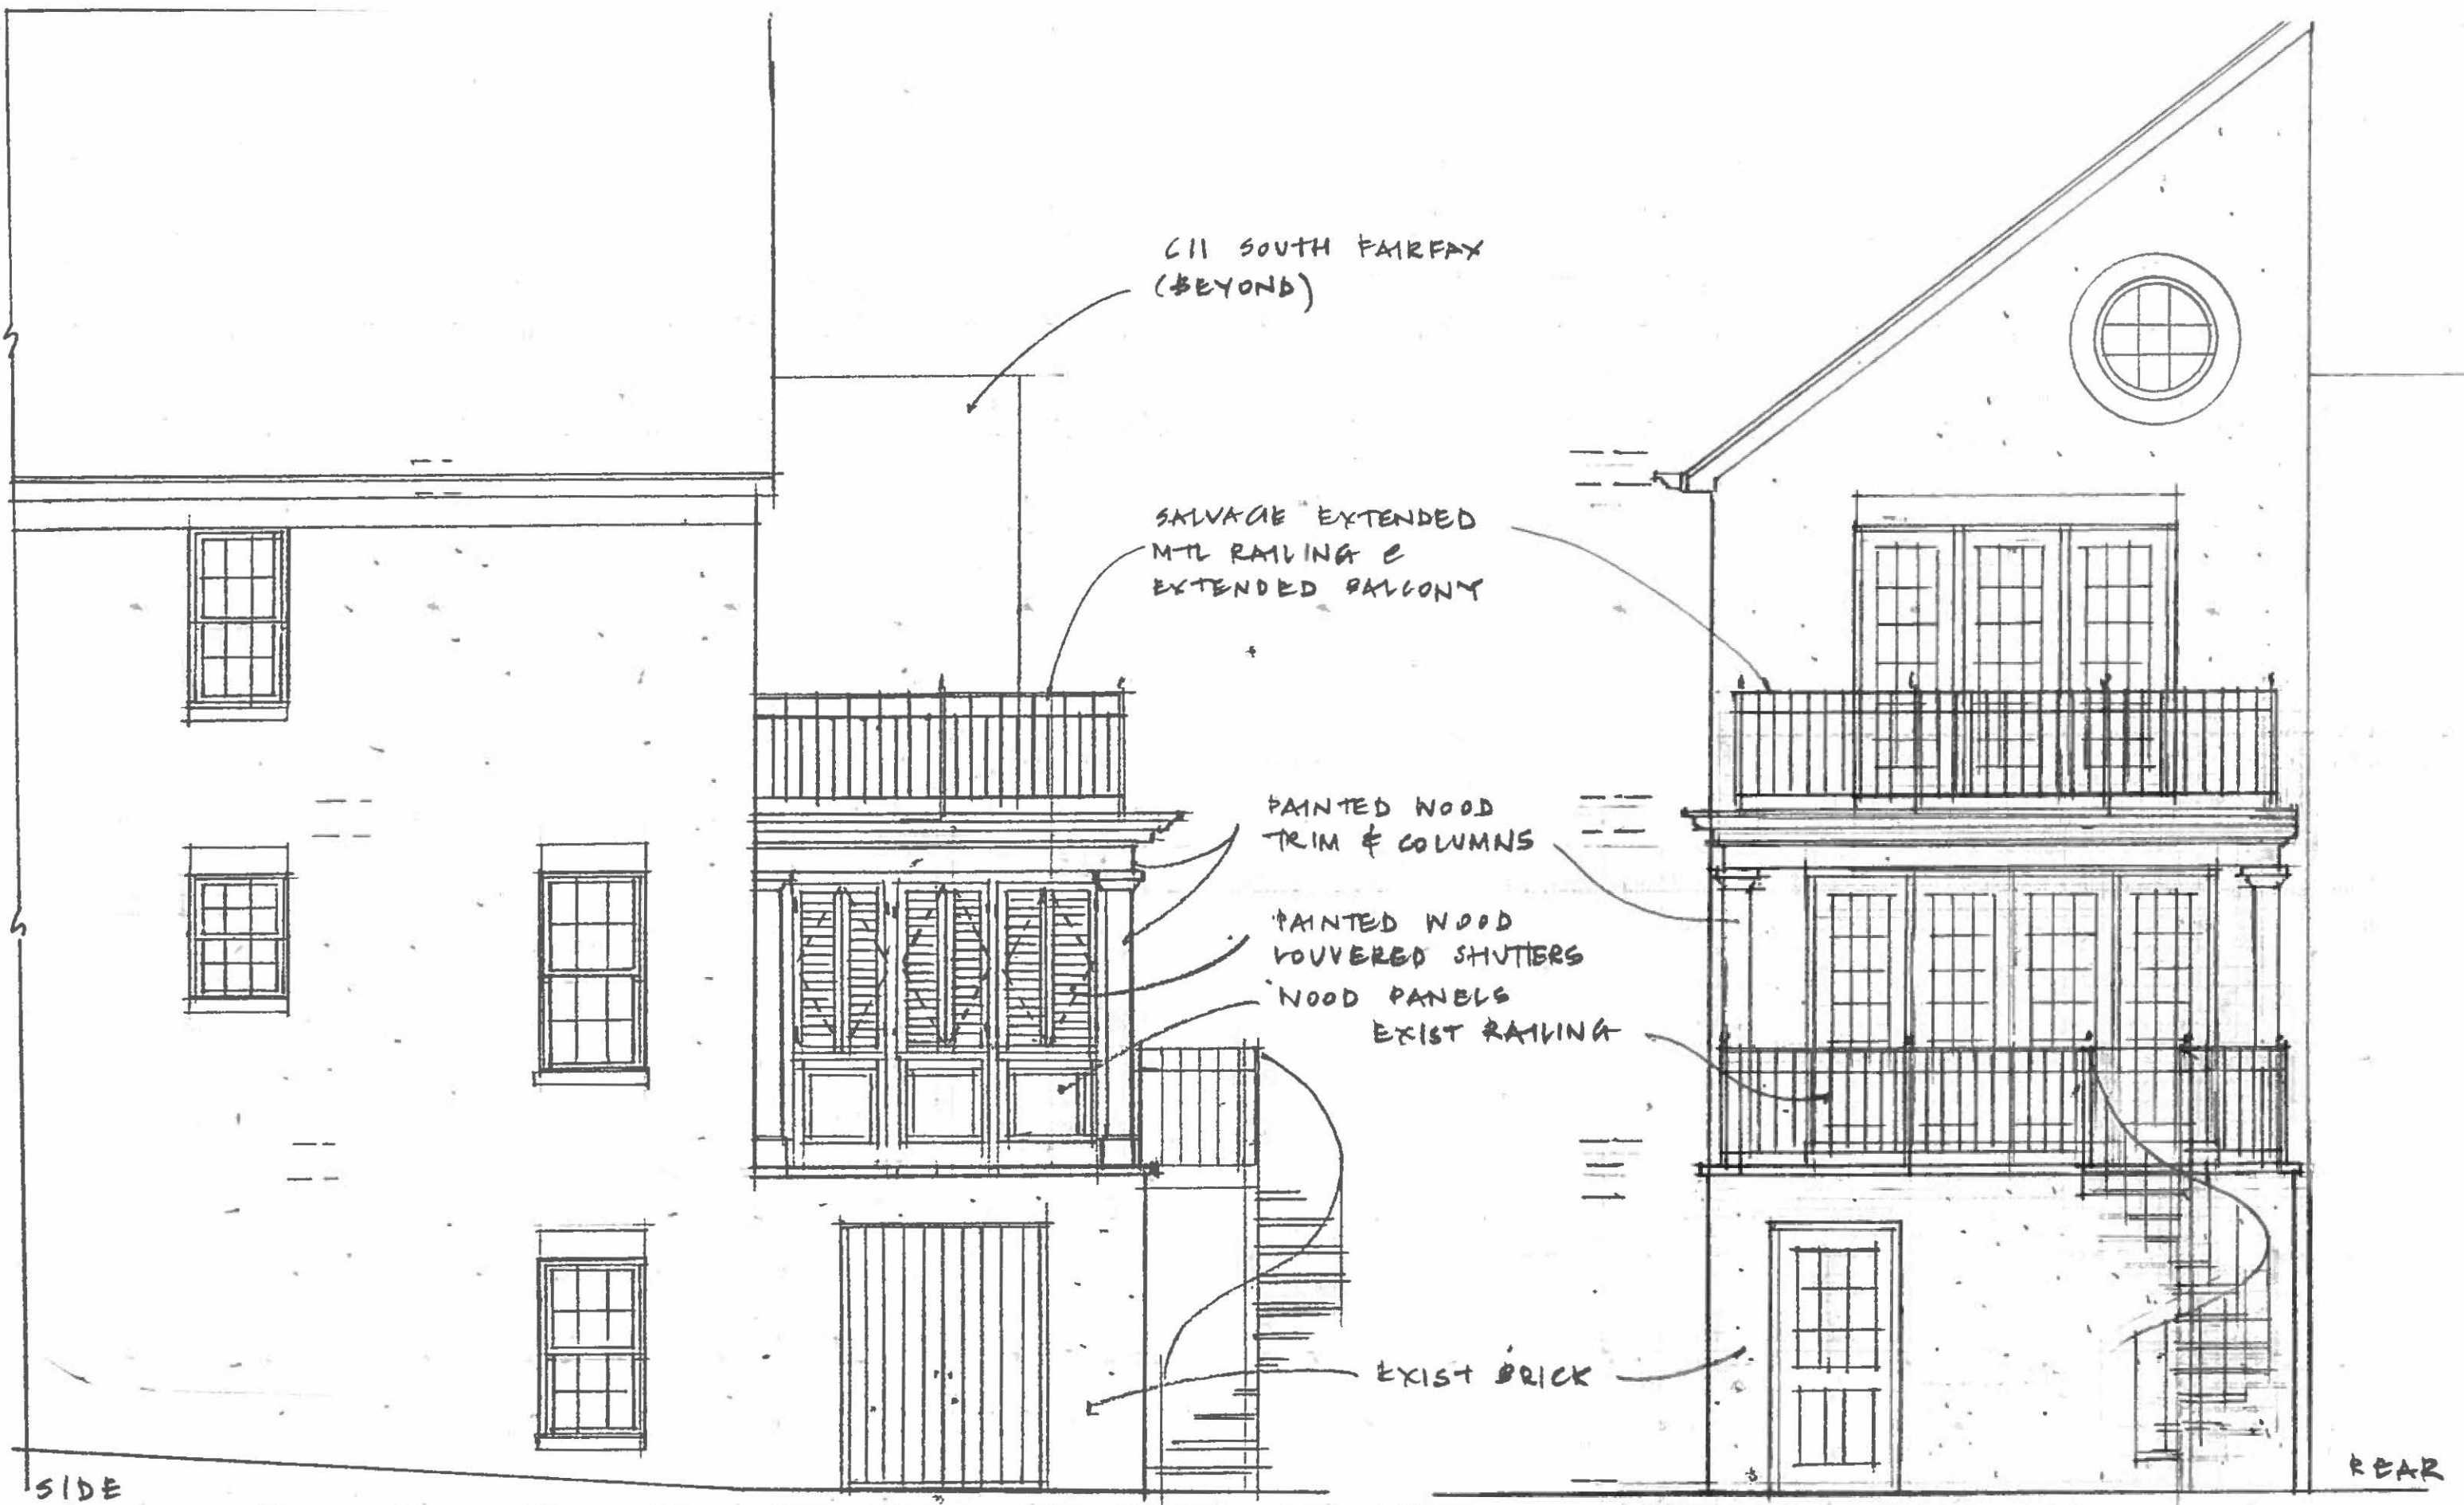 611 SOUTH FAIRFAX
(BEYOND)
SALVAGE EXTENDED
MTL RAILING @
EXTENDED BALCONY
PAINTED WOOD
TRIM & COLUMNS
PAINTED WOOD
LOUVERED SHUTTERS
WOOD PANELS
EXIST RAILING
EXIST BRICK
SIDE
REAR